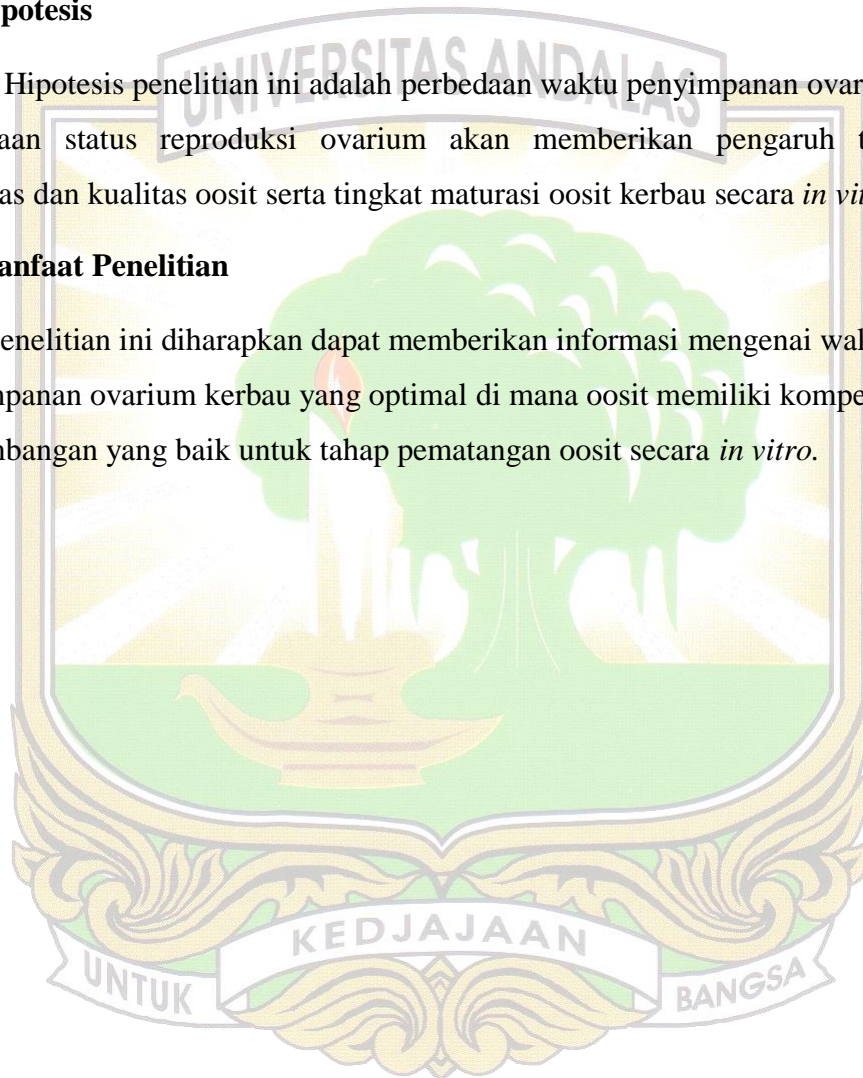 potesis
UNIVERSITAS ANDALAS
Hipotesis penelitian ini adalah perbedaan waktu penyimpanan ovar
aan status reproduksi ovarium akan memberikan pengaruh t
as dan kualitas oosit serta tingkat maturasi oosit kerbau secara in vit
anfaat Penelitian
enelitian ini diharapkan dapat memberikan informasi mengenai wak
panan ovarium kerbau yang optimal di mana oosit memiliki kompe
mbangan yang baik untuk tahap pematangan oosit secara in vitro.
UNTUK KEDJAJAAN BANGSA